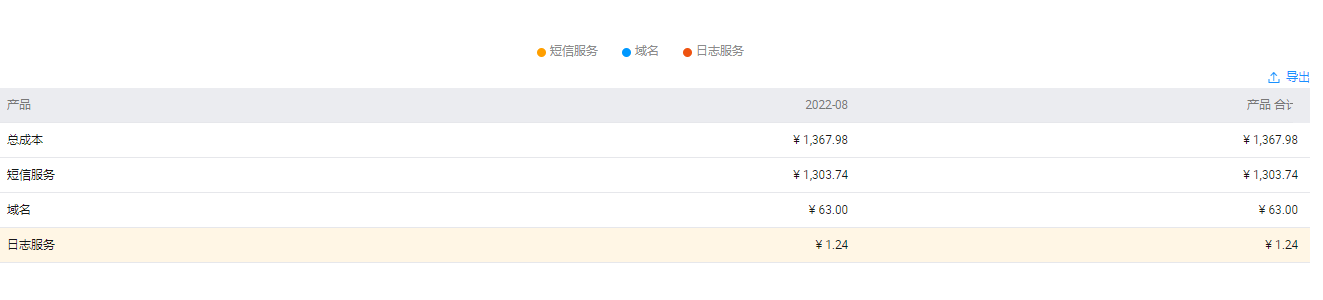 短信服务 域名 日志服务
导出
产品 2022-08 产品 合计
总成本 ¥ 1,367.98 ¥ 1,367.98
短信服务 ¥ 1,303.74 ¥ 1,303.74
域名 ¥ 63.00 ¥ 63.00
日志服务 ¥ 1.24 ¥ 1.24